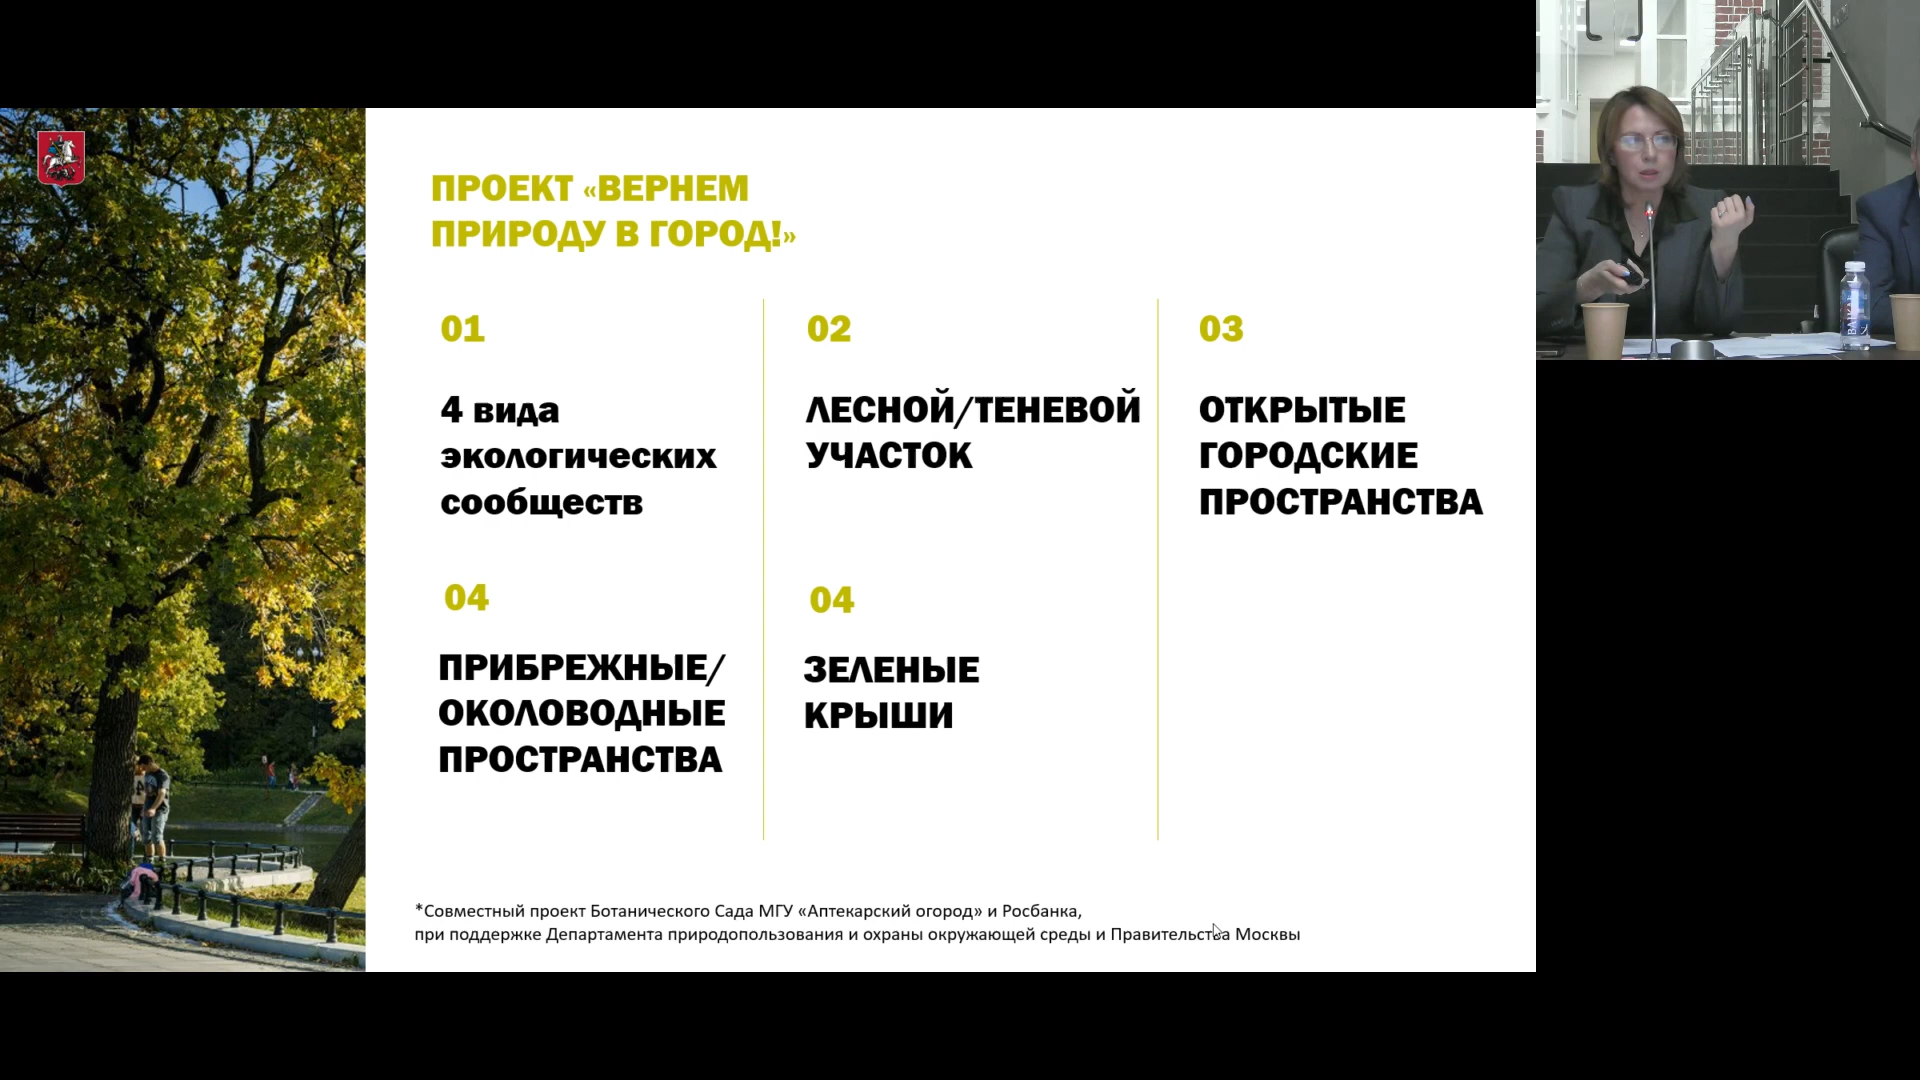 ПРОЕКТ «ВЕРНЕМ
ПРИРОДУ В ГОРОД!»
01
4 вида
экологических
сообществ
02
ЛЕСНОЙ/ТЕНЕВОЙ
УЧАСТОК
03
ОТКРЫТЫЕ
ГОРОДСКИЕ
ПРОСТРАНСТВА
04
ПРИБРЕЖНЫЕ/
ОКОЛОВОДНЫЕ
ПРОСТРАНСТВА
04
ЗЕЛЕНЫЕ
КРЫШИ
*Совместный проект Ботанического Сада МГУ «Аптекарский огород» и Росбанка,
при поддержке Департамента природопользования и охраны окружающей среды и Правительства Москвы